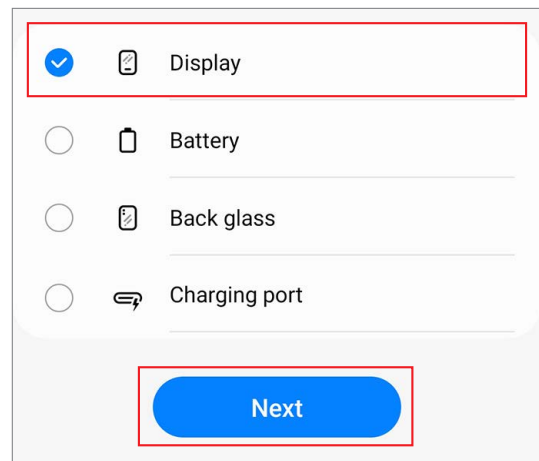 Display
Battery
Back glass
Charging port
Next